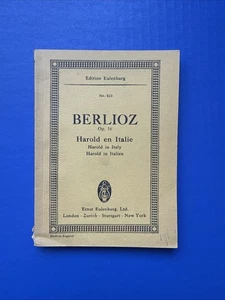 Edition Eulenburg
BERLIOZ
Op. 16
Harold en Italie
Harold in Italy
Harold in Italien
Ernst Eulenburg, Ltd.
London - Zurich - Stuttgart - New York